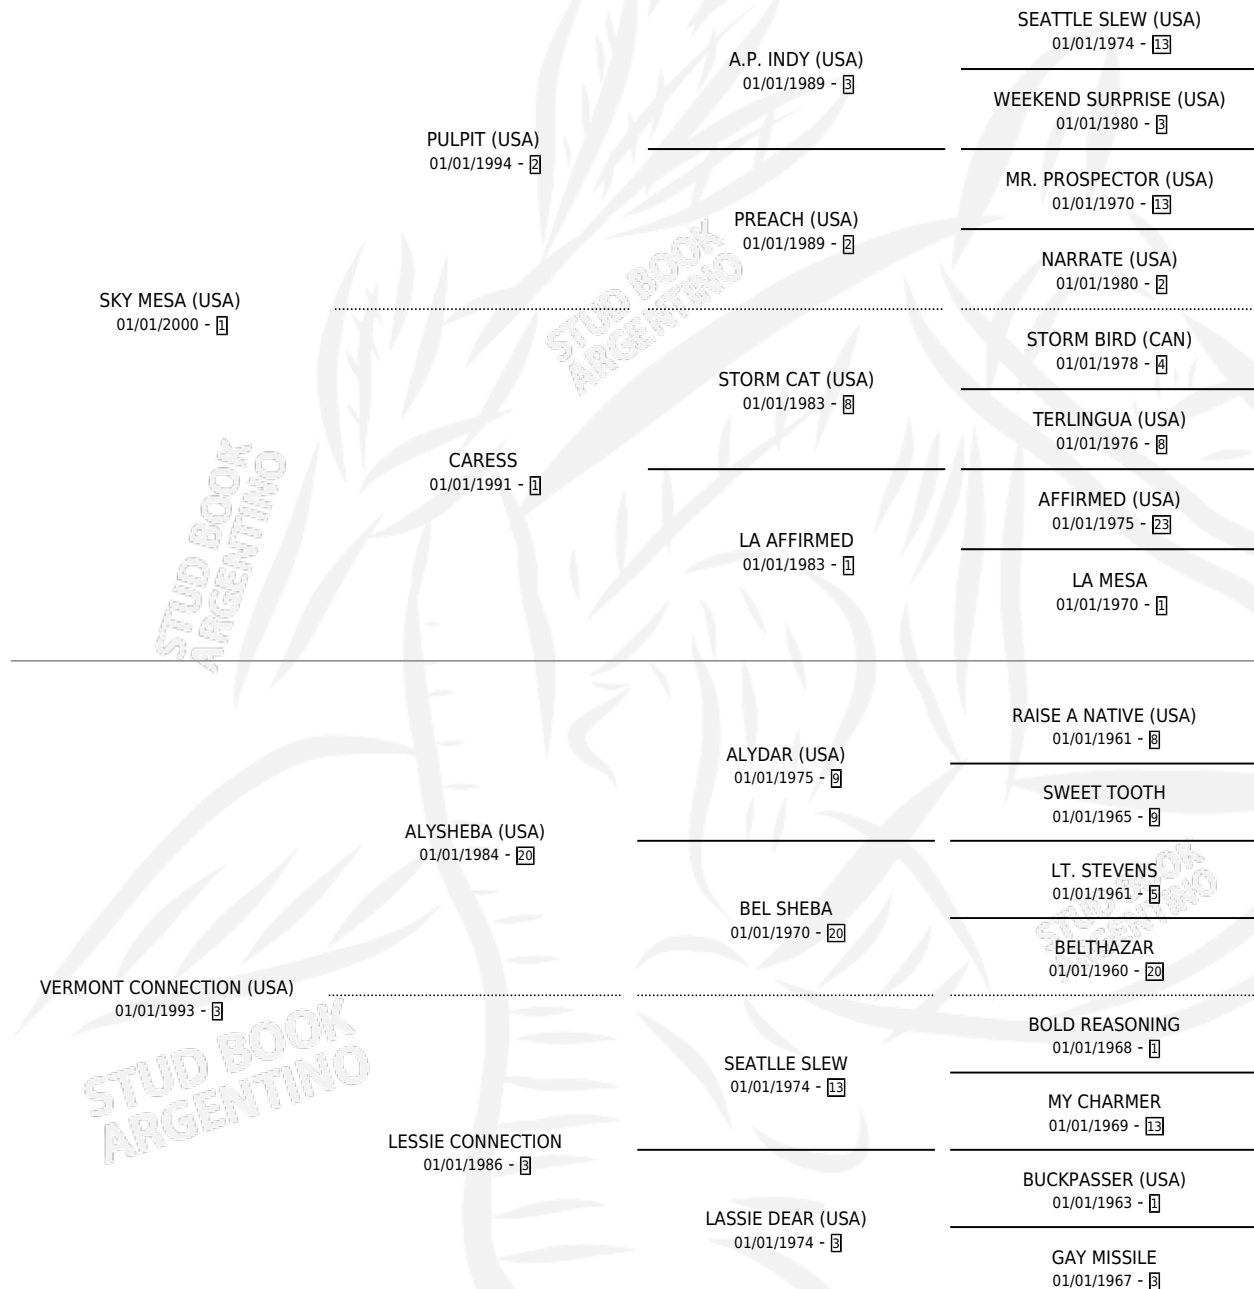 SEATTLE SLEW (USA)
01/01/1974 - 13
A.P. INDY (USA)
01/01/1989 - 3
WEEKEND SURPRISE (USA)
01/01/1980 - 3
PULPIT (USA)
01/01/1994 - 2
MR. PROSPECTOR (USA)
01/01/1970 - 13
PREACH (USA)
01/01/1989 - 2
NARRATE (USA)
01/01/1980 - 2
SKY MESA (USA)
01/01/2000 - 1
STORM BIRD (CAN)
01/01/1978 - 4
STORM CAT (USA)
01/01/1983 - 8
TERLINGUA (USA)
01/01/1976 - 8
CARESS
01/01/1991 - 1
AFFIRMED (USA)
01/01/1975 - 23
LA AFFIRMED
01/01/1983 - 1
LA MESA
01/01/1970 - 1
RAISE A NATIVE (USA)
01/01/1961 - 8
ALYDAR (USA)
01/01/1975 - 9
SWEET TOOTH
01/01/1965 - 9
ALYSHEBA (USA)
01/01/1984 - 20
LT. STEVENS
01/01/1961 - 5
BEL SHEBA
01/01/1970 - 20
BELTHAZAR
01/01/1960 - 20
VERMONT CONNECTION (USA)
01/01/1993 - 3
BOLD REASONING
01/01/1968 - 1
SEATLLE SLEW
01/01/1974 - 13
MY CHARMER
01/01/1969 - 13
LESSIE CONNECTION
01/01/1986 - 3
BUCKPASSER (USA)
01/01/1963 - 1
LASSIE DEAR (USA)
01/01/1974 - 3
GAY MISSILE
01/01/1967 - 3
STUD BOOK
ARGENTINO
STUD BOOK
ARGENTINO
STUD BOOK
ARGENTINO
STUD BOOK
ARGENTINO